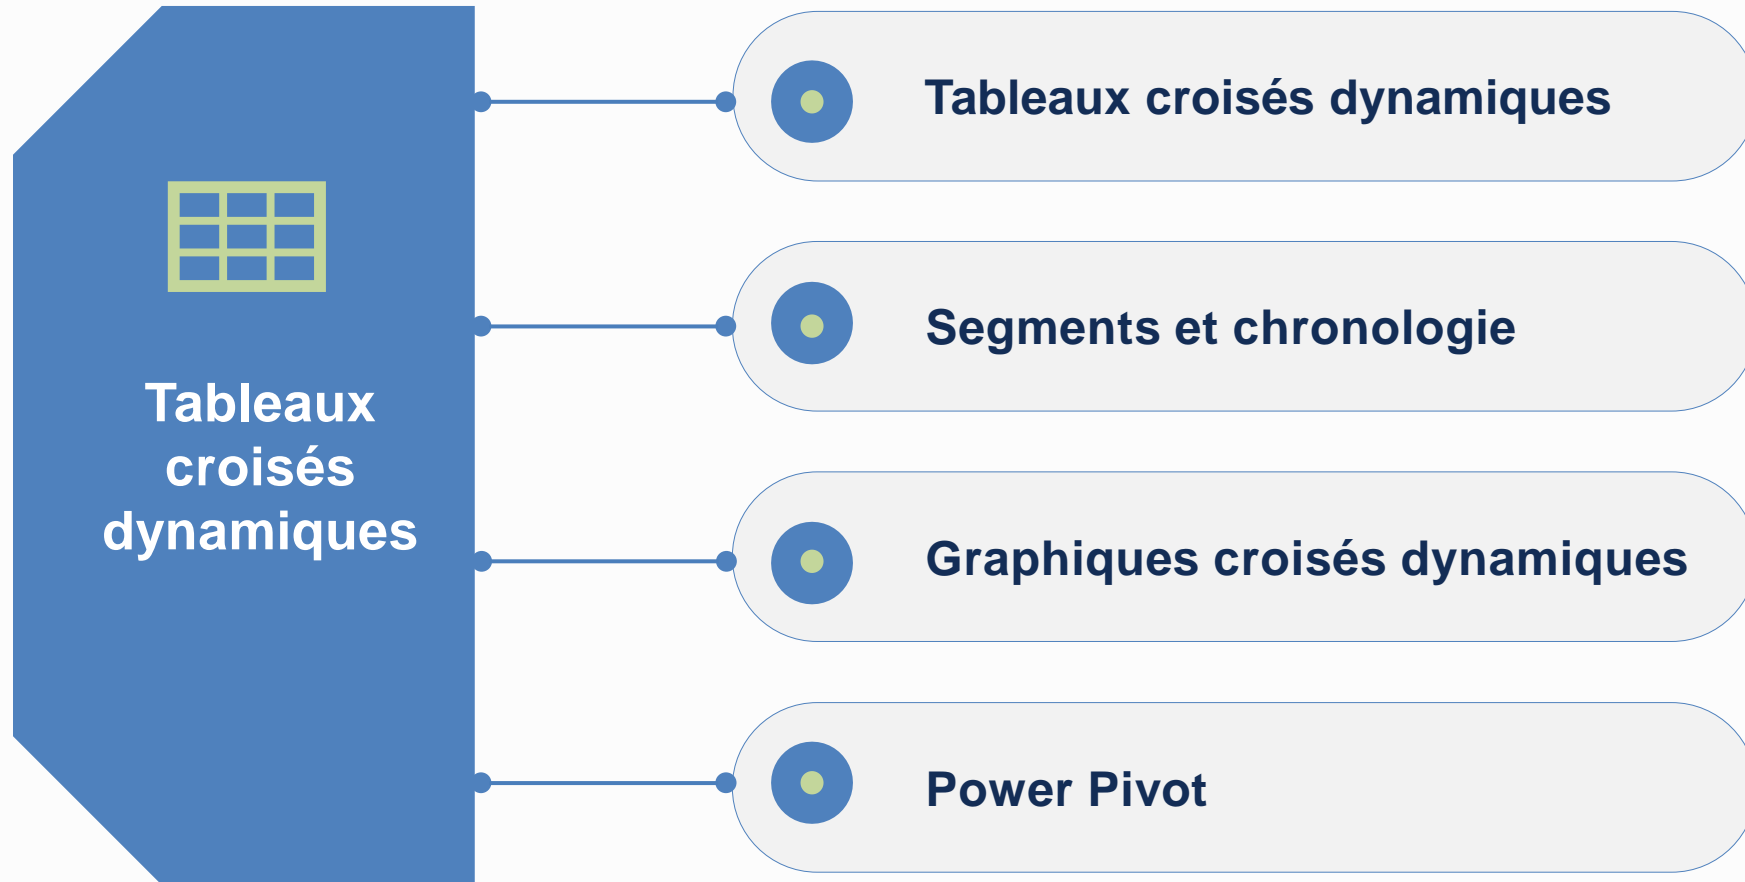 Tableaux
croisés
dynamiques
Tableaux croisés dynamiques
Segments et chronologie
Graphiques croisés dynamiques
Power Pivot